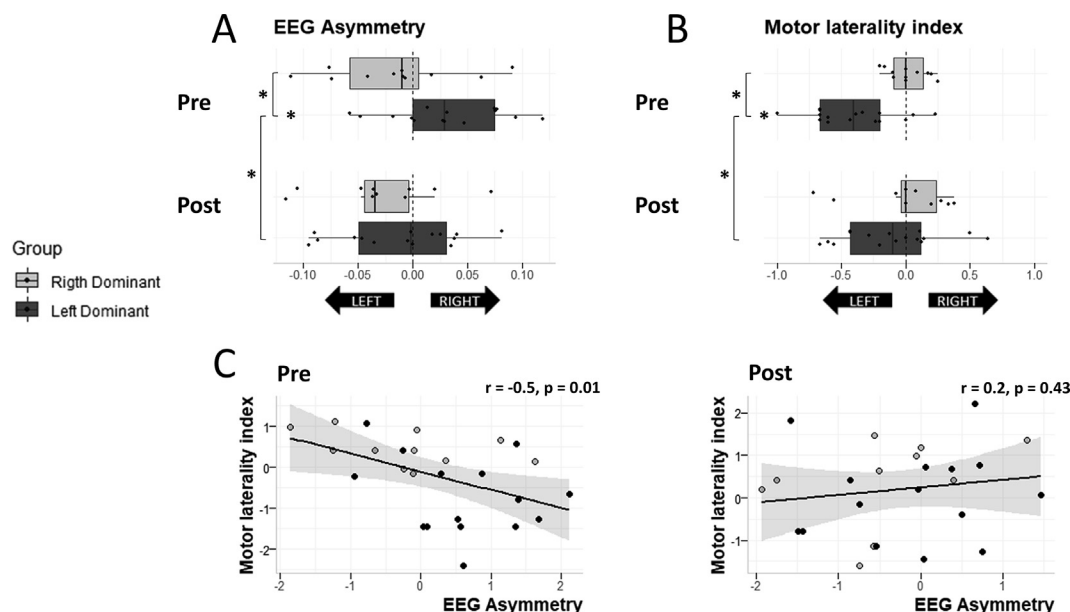 A EEG Asymmetry
B Motor laterality index
Pre
*
*
*
Post
-0.10 -0.05 0.00 0.05 0.10
LEFT RIGHT
Pre
*
*
*
Post
-1.0 -0.5 0.0 0.5 1.0
LEFT RIGHT
Group
Rigth Dominant
Left Dominant
C Pre
r = -0.5, p = 0.01
Motor laterality index
1
0
-1
-2
-2 -1 0 1 2
EEG Asymmetry
Post
r = 0.2, p = 0.43
Motor laterality index
2
1
0
-1
-2 -1 0 1
EEG Asymmetry